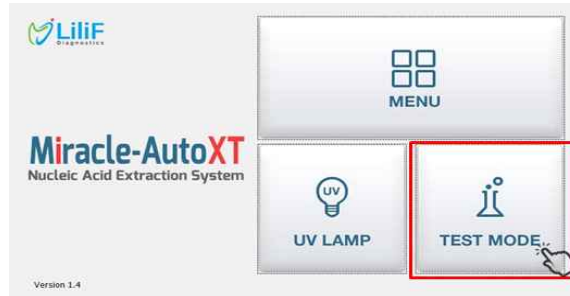 LiliF
Diagnostics
MENU
Miracle-AutoXT
Nucleic Acid Extraction System
UV
UV LAMP
TEST MODE
Version 1.4